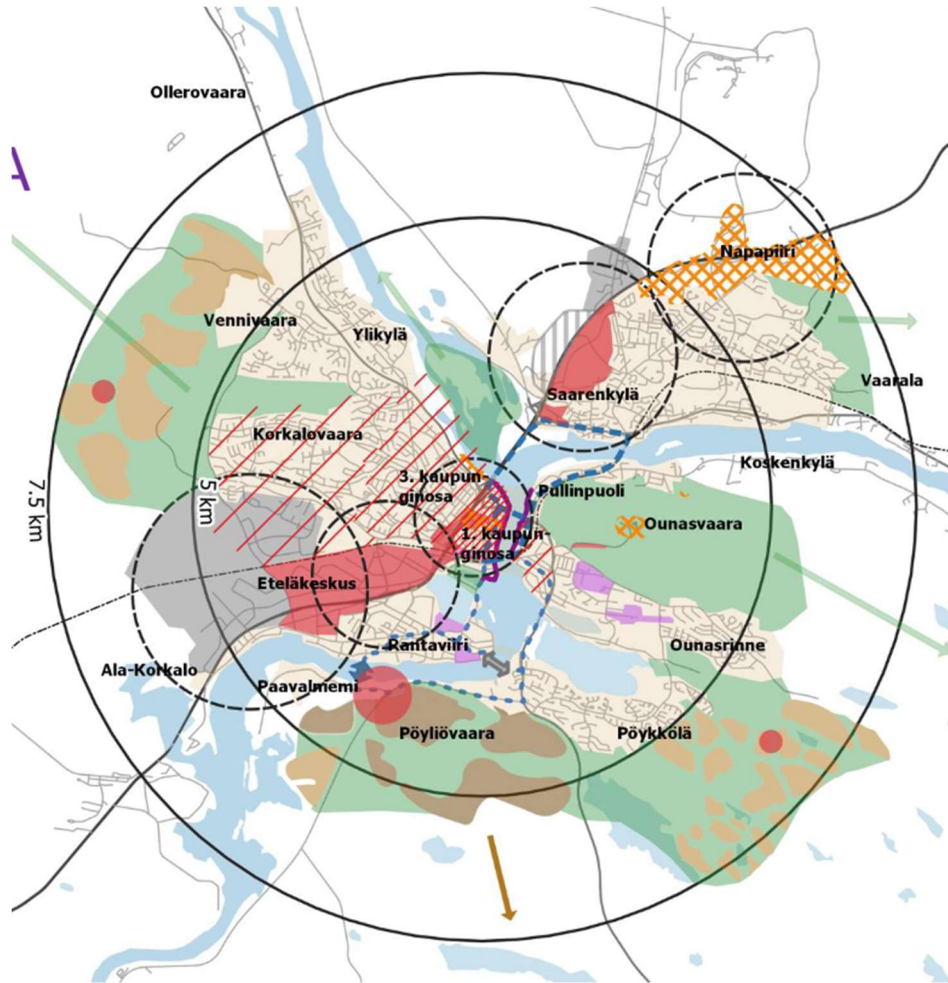 Ollerovaara
A
Napapiiri
Vennivaara
Ylikylä
Vaarala
Saarenkylä
Korkalovaara
Koskenkylä
3. kaupun-
ginosa
Pullinpuoli
7.5 km
5 km
Ounasvaara
1. kaupun-
ginosa
Eteläkeskus
Rantaviiri
Ounasrinne
Ala-Korkalo
Paavalniemi
Pöyliövaara
Pöykkölä